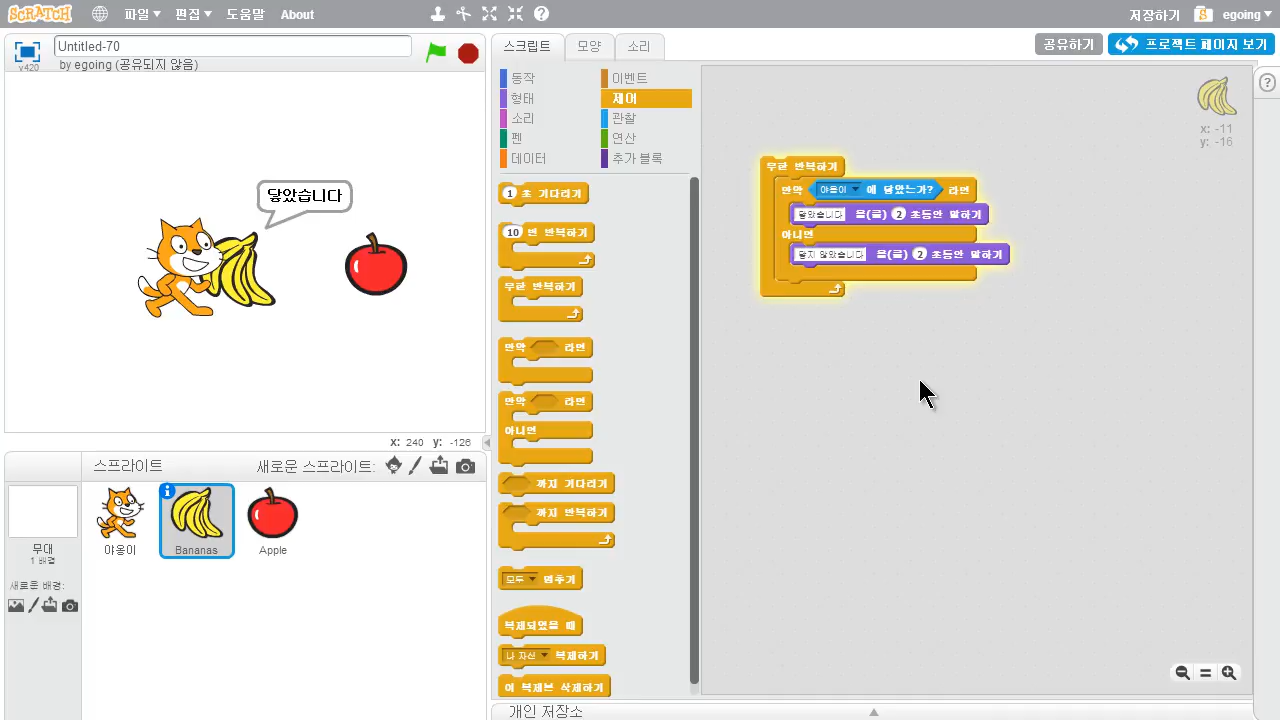 SCRATCH 파일 편집 도움말 About 저장하기 S egoing
Untitled-70
by egoing (공유되지 않음)
v420
스크립트 모양 소리 공유하기 프로젝트 페이지 보기
동작 이벤트
형태 제어
소리 관찰
펜 연산
데이터 추가 블록
1 초 기다리기
10 번 반복하기
무한 반복하기
만약 라면
만약 라면
아니면
까지 기다리기
까지 반복하기
모두 멈추기
복제되었을 때
나 자신 복제하기
이 복제본 삭제하기
x: -11
y: -16
무한 반복하기
만약 야옹이 에 닿았는가? 라면
닿았습니다 을(를) 2 초동안 말하기
아니면
닿지 않았습니다 을(를) 2 초동안 말하기
닿았습니다
x: 240 y: -126
스프라이트 새로운 스프라이트:
야옹이 Bananas Apple
무대
1 배경
새로운 배경:
개인 저장소